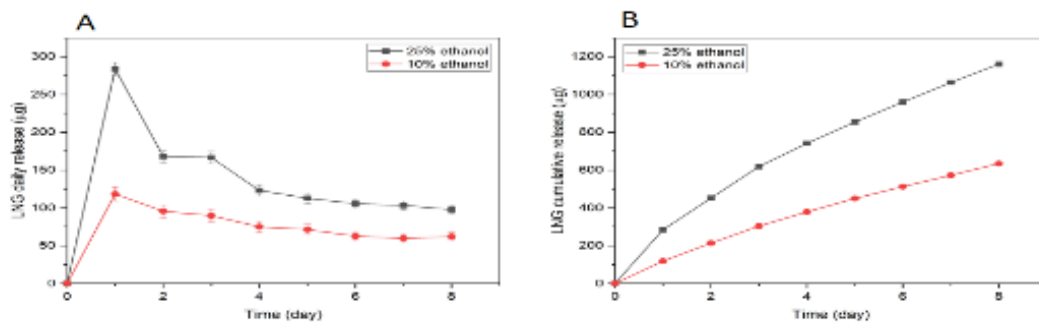 A
25% ethanol
10% ethanol
LNG daily release (µg)
300
250
200
150
100
50
0
0 2 4 6 8
Time (day)
B
25% ethanol
10% ethanol
LNG cumulative release (µg)
1200
1000
800
600
400
200
0
0 2 4 6 8
Time (day)